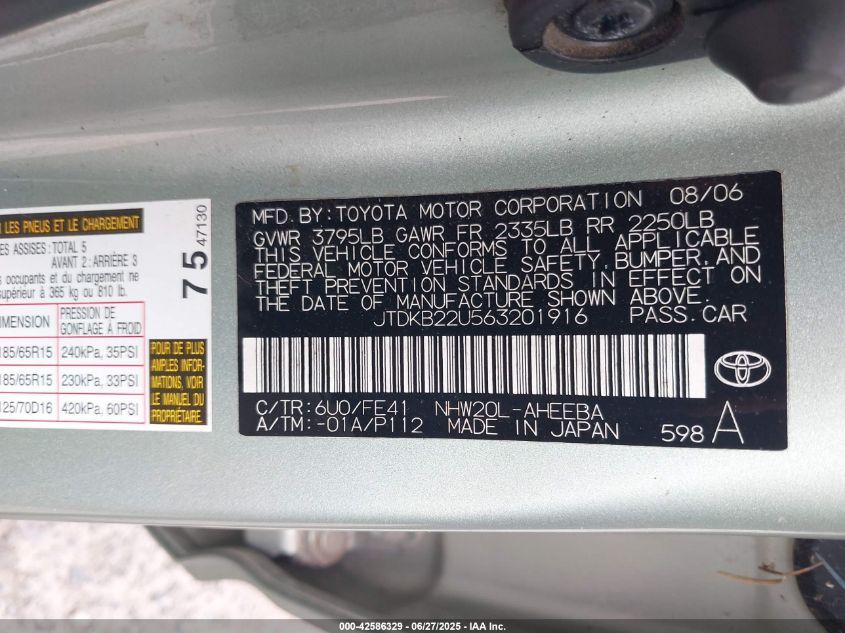 LES PNEUS ET LE CHARGEMENT
ES ASSISES: TOTAL 5
AVANT 2: ARRIÈRE 3
occupants et du chargement ne
supérieur à 365 kg ou 810 lb.
75 47130
MENSION
PRESSION DE
GONFLAGE À FROID
185/65R15 240kPa, 35PSI
185/65R15 230kPa, 33PSI
125/70D16 420kPa, 60PSI
POUR PLUS DE
D'INFORMATIONS, VOIR
LE MANUEL DU
PROPRIÉTAIRE.
MFD. BY: TOYOTA MOTOR CORPORATION 08/06
GVWR 3795LB GAWR FR 2335LB RR 2250LB
THIS VEHICLE CONFORMS TO ALL APPLICABLE
FEDERAL MOTOR VEHICLE SAFETY, BUMPER, AND
THEFT PREVENTION STANDARDS IN EFFECT ON
THE DATE OF MANUFACTURE SHOWN ABOVE.
JTDKB22U563201916 PASS. CAR
C/TR: 6U0/FE41 NHW20L-AHEEBA
A/TM: -01A/P112 MADE IN JAPAN 598 A
000-42586329 - 06/27/2025 - IAA Inc.